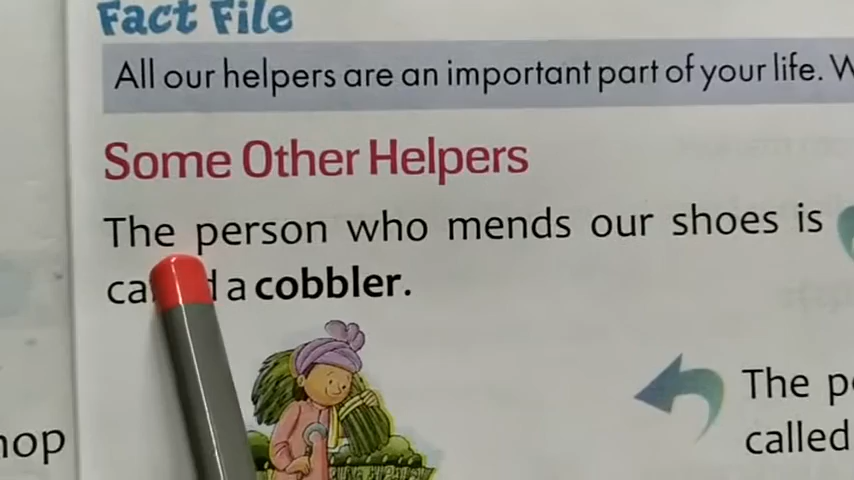 Fact File
All our helpers are an important part of your life. W
Some Other Helpers
The person who mends our shoes is
a cobbler.
The
called
hop